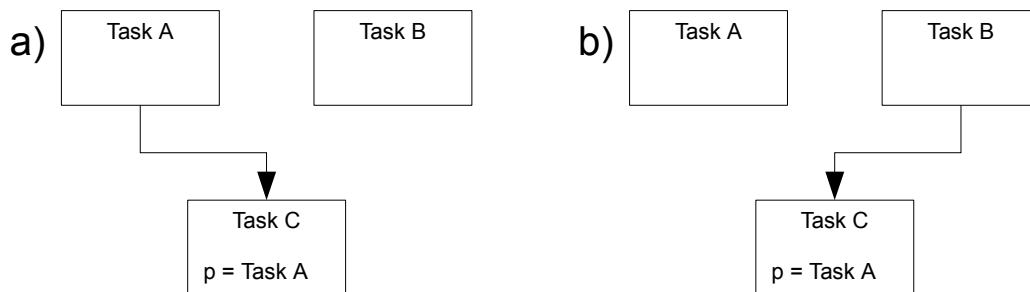 a)
Task A
Task B
Task C
p = Task A
b)
Task A
Task B
Task C
p = Task A